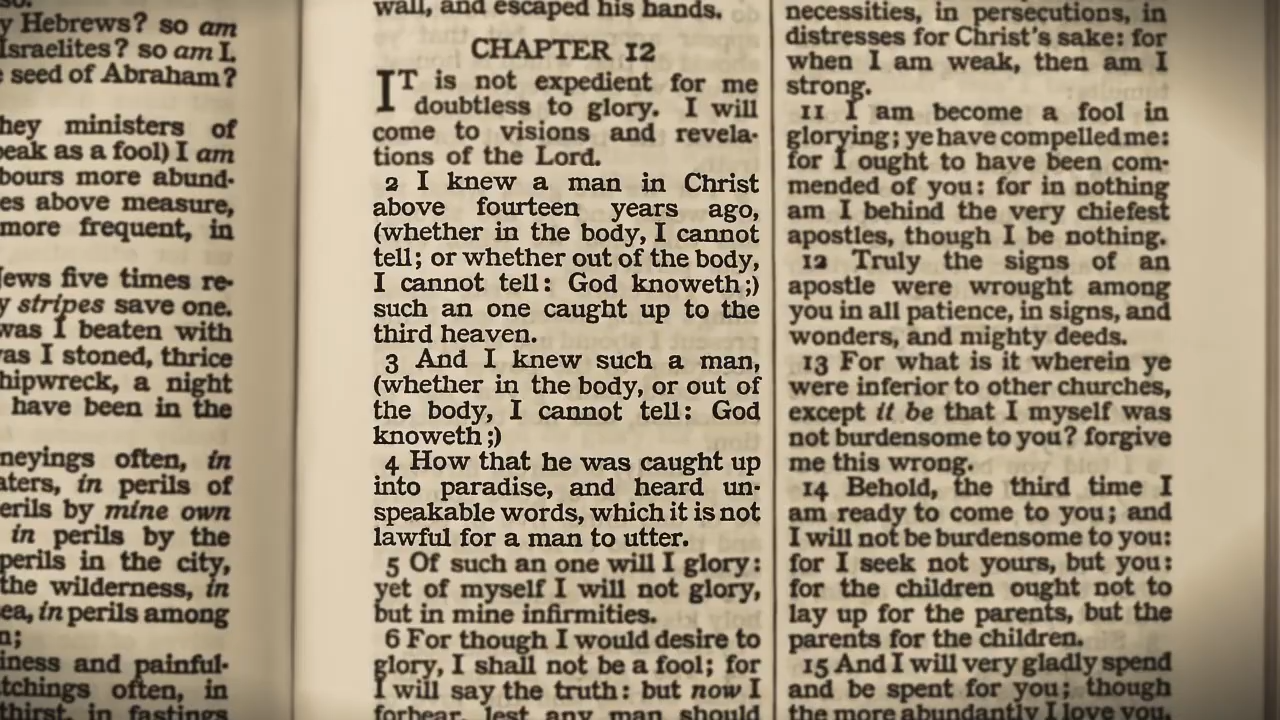 y Hebrews? so am
Israelites? so am I.
e seed of Abraham?
hey ministers of
peak as a fool) I am
bours more abund-
es above measure,
more frequent, in
Jews five times re-
y stripes save one.
was I beaten with
as I stoned, thrice
hipwreck, a night
have been in the
neyings often, in
aters, in perils of
erils by mine own
in perils by the
perils in the city,
the wilderness, in
ea, in perils among
n;
iness and painful-
tchings often, in
thirst, in fastings
wall, and escaped his hands.
CHAPTER 12
IT is not expedient for me
doubtless to glory. I will
come to visions and revela-
tions of the Lord.
2 I knew a man in Christ
above fourteen years ago,
(whether in the body, I cannot
tell; or whether out of the body,
I cannot tell: God knoweth;)
such an one caught up to the
third heaven.
3 And I knew such a man,
(whether in the body, or out of
the body, I cannot tell: God
knoweth;)
4 How that he was caught up
into paradise, and heard un-
speakable words, which it is not
lawful for a man to utter.
5 Of such an one will I glory:
yet of myself I will not glory,
but in mine infirmities.
6 For though I would desire to
glory, I shall not be a fool; for
I will say the truth: but now I
forbear, lest any man should
necessities, in persecutions, in
distresses for Christ's sake: for
when I am weak, then am I
strong.
11 I am become a fool in
glorying; ye have compelled me:
for I ought to have been com-
mended of you: for in nothing
am I behind the very chiefest
apostles, though I be nothing.
12 Truly the signs of an
apostle were wrought among
you in all patience, in signs, and
wonders, and mighty deeds.
13 For what is it wherein ye
were inferior to other churches,
except it be that I myself was
not burdensome to you? forgive
me this wrong.
14 Behold, the third time I
am ready to come to you; and
I will not be burdensome to you:
for I seek not yours, but you:
for the children ought not to
lay up for the parents, but the
parents for the children.
15 And I will very gladly spend
and be spent for you; though
the more abundantly I love you,